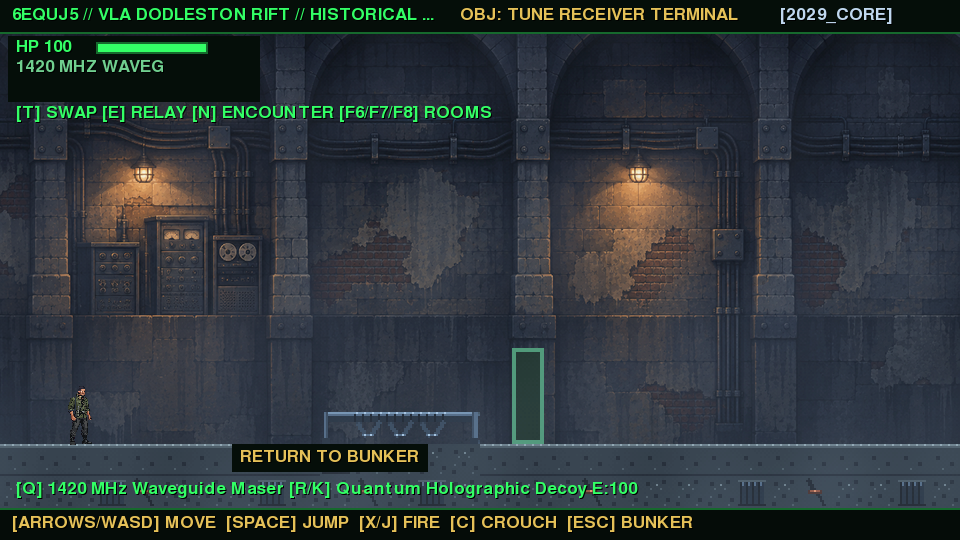 6EQUJ5 // VLA DODLESTON RIFT // HISTORICAL ... OBJ: TUNE RECEIVER TERMINAL [2029_CORE]
HP 100
1420 MHZ WAVEG
[T] SWAP [E] RELAY [N] ENCOUNTER [F6/F7/F8] ROOMS
RETURN TO BUNKER
[Q] 1420 MHz Waveguide Maser [R/K] Quantum Holographic Decoy E:100
[ARROWS/WASD] MOVE [SPACE] JUMP [X/J] FIRE [C] CROUCH [ESC] BUNKER